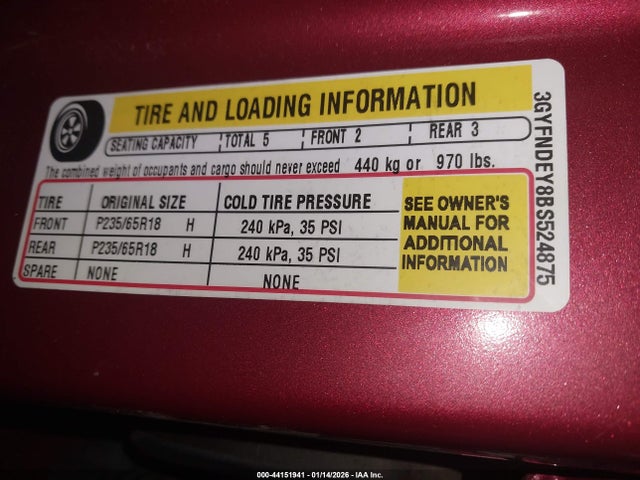 TIRE AND LOADING INFORMATION
SEATING CAPACITY TOTAL 5 FRONT 2 REAR 3
The combined weight of occupants and cargo should never exceed 440 kg or 970 lbs.
TIRE ORIGINAL SIZE COLD TIRE PRESSURE
FRONT P235/65R18 H 240 kPa, 35 PSI
REAR P235/65R18 H 240 kPa, 35 PSI
SPARE NONE NONE
SEE OWNER'S
MANUAL FOR
ADDITIONAL
INFORMATION
3GYFNDEY8BS524875
000-44151941 - 01/14/2026 - IAA Inc.